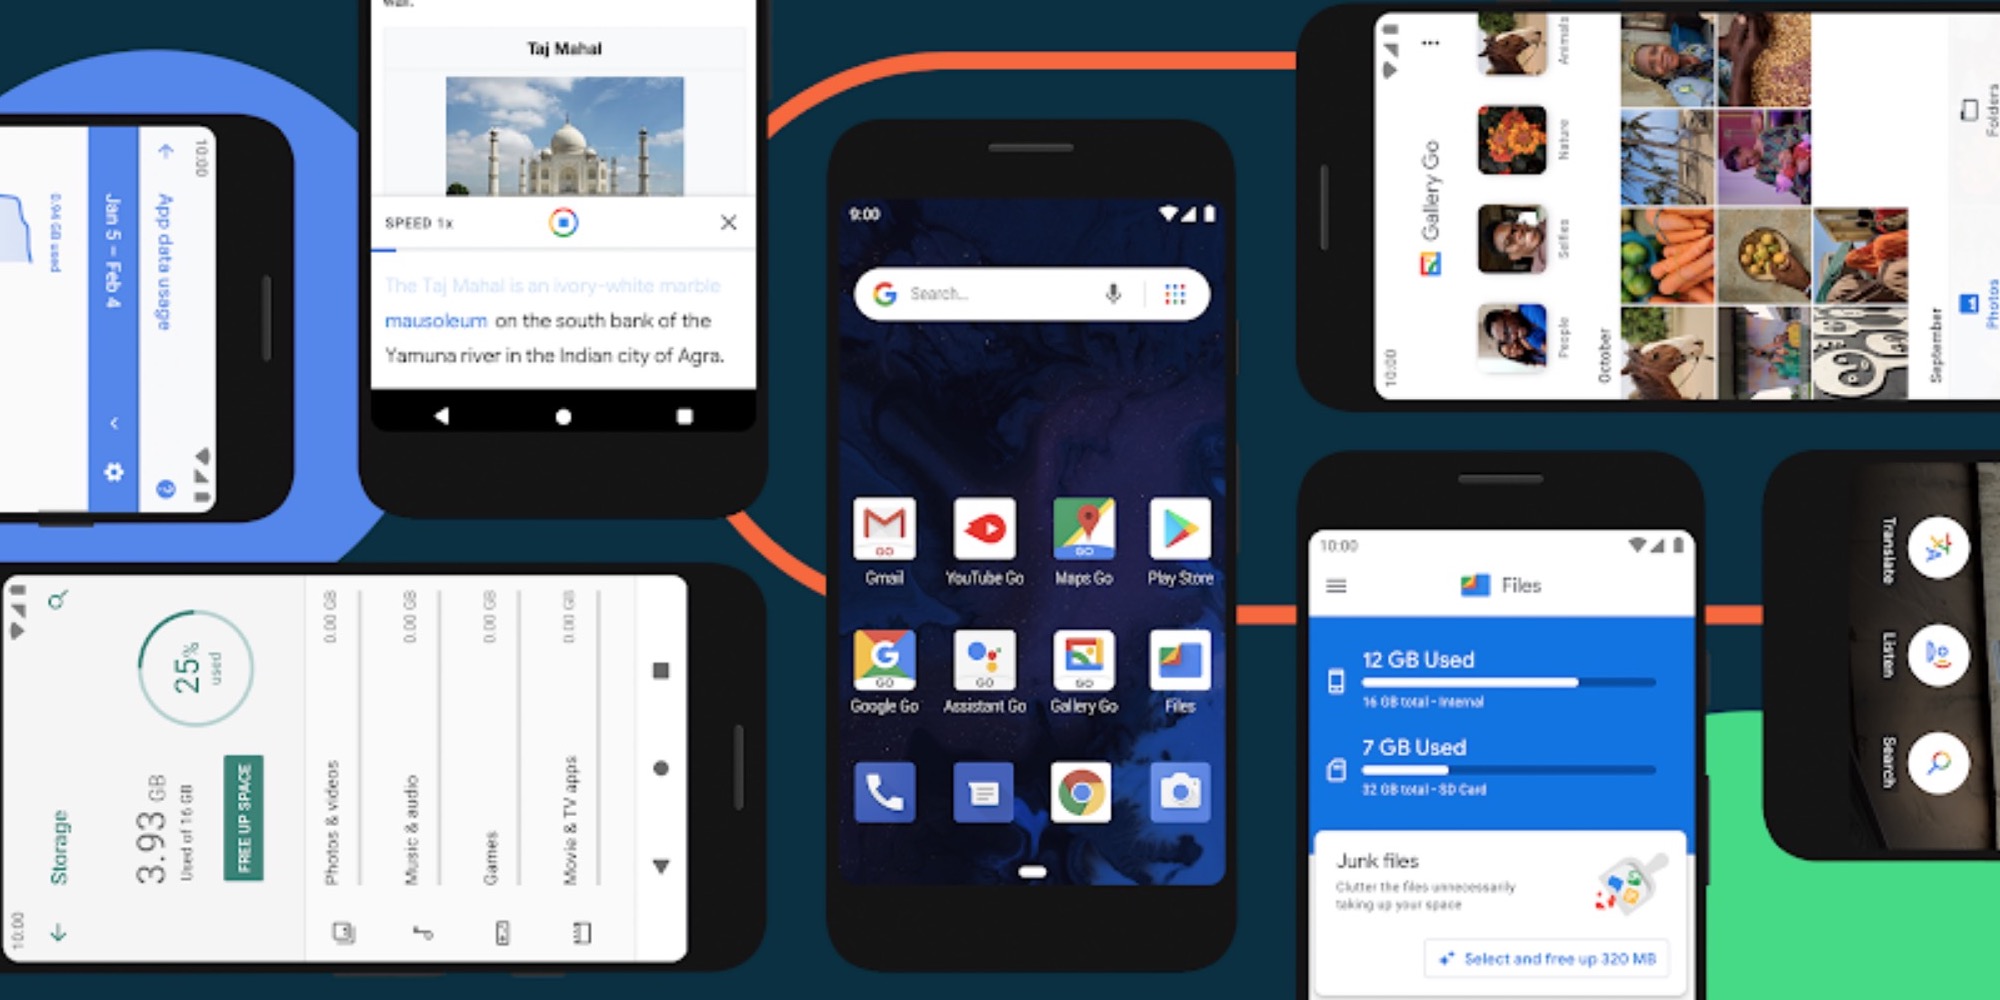 10:00
App data usage
Jan 5 – Feb 4
0.94 GB used
Taj Mahal
SPEED 1x
The Taj Mahal is an ivory-white marble
mausoleum on the south bank of the
Yamuna river in the Indian city of Agra.
10:00
Storage
3.93 GB
Used of 16 GB
25%
used
FREE UP SPACE
Photos & videos 0.00 GB
Music & audio 0.00 GB
Games 0.00 GB
Movie & TV apps 0.00 GB
9:00
Search...
GO
Gmail
YouTube Go
GO
Maps Go
Play Store
GO
Google Go
GO
Assistant Go
GO
Gallery Go
Files
10:00
Gallery Go
People
Selfies
Nature
Animals
October
September
Photos
Folders
10:00
Files
12 GB Used
16 GB total - Internal
7 GB Used
32 GB total - SD Card
Junk files
Clutter the files unnecessarily
taking up your space
Select and free up 320 MB
Translate
Listen
Search